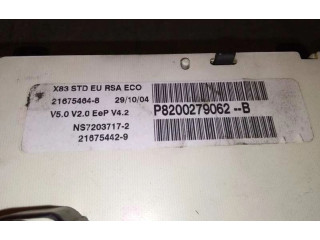 X83 STD EU RSA ECO
21675464-8 29/10/04
V5.0 V2.0 EeP V4.2
P8200279062--B
NS7203717-2
21675442-9